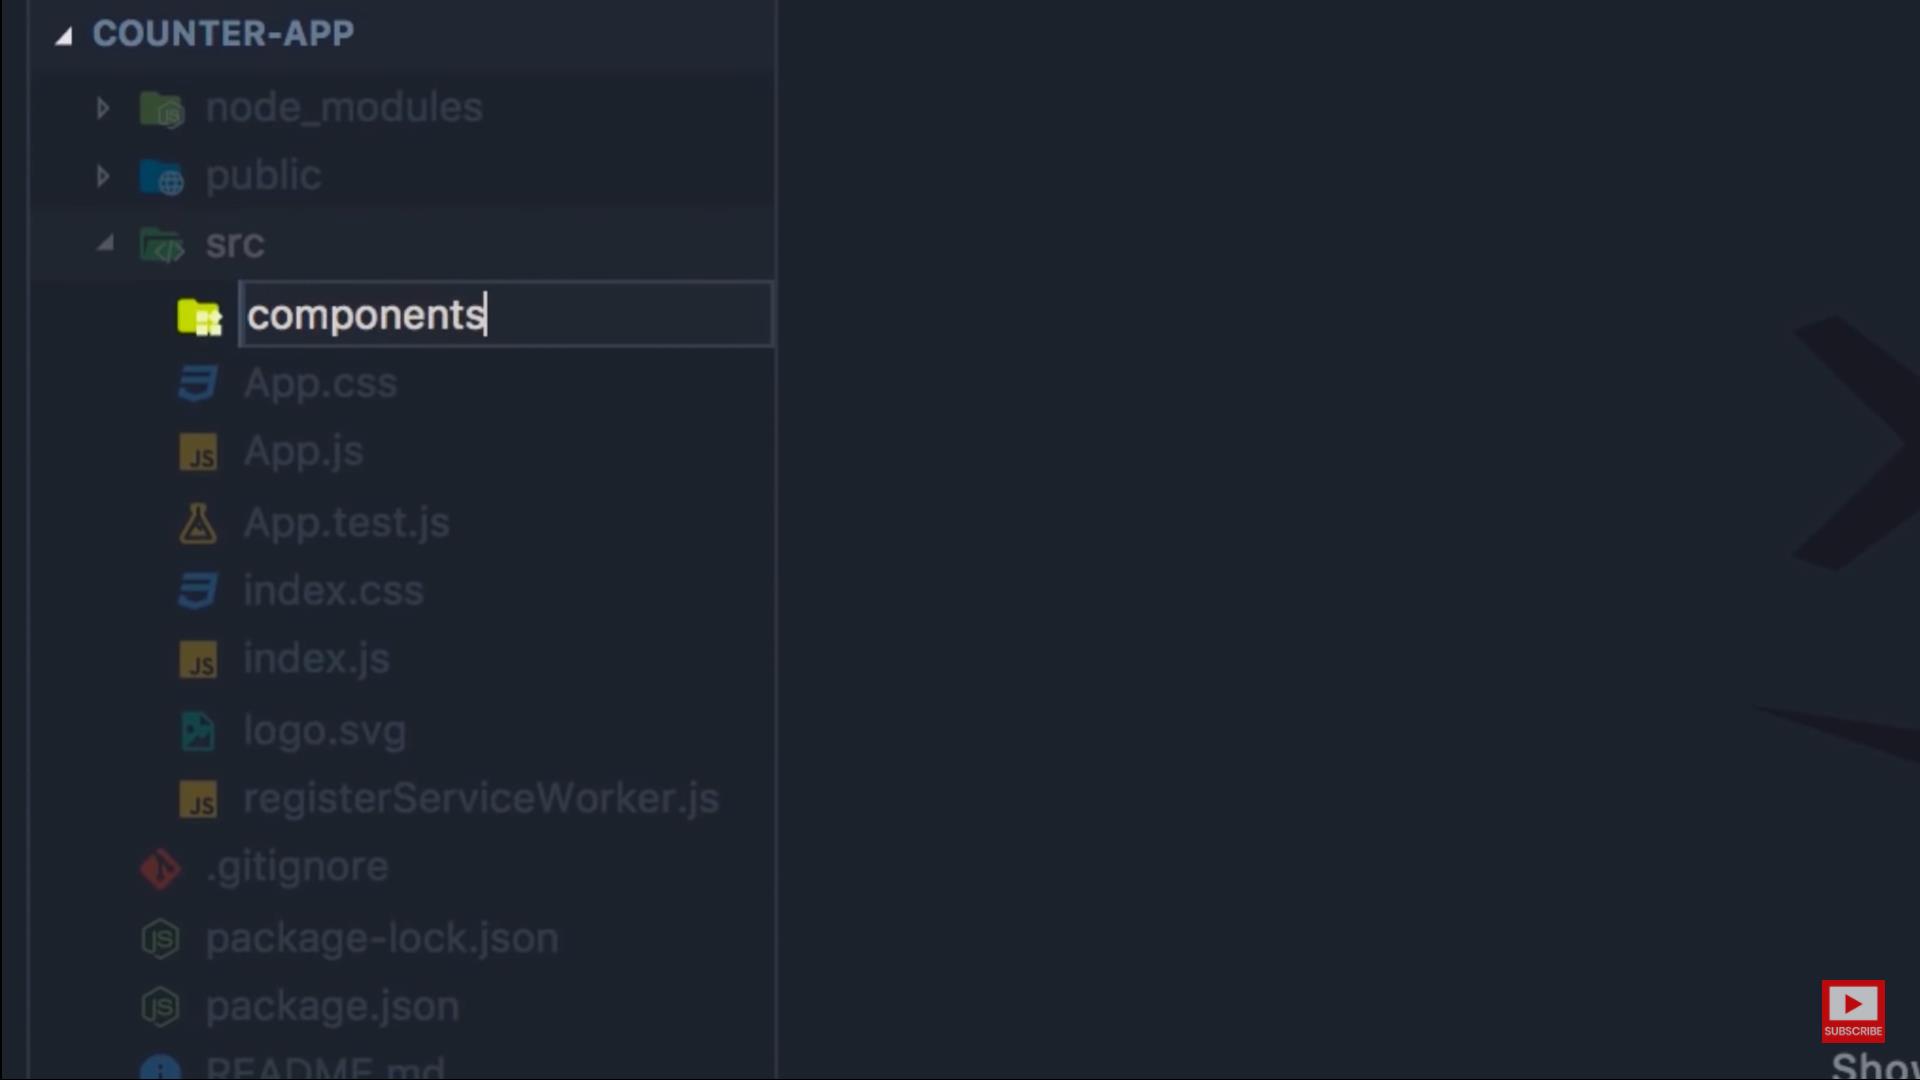 COUNTER-APP
node_modules
public
src
components
App.css
App.js
App.test.js
index.css
index.js
logo.svg
registerServiceWorker.js
.gitignore
package-lock.json
package.json
README.md
SUBSCRIBE
Show